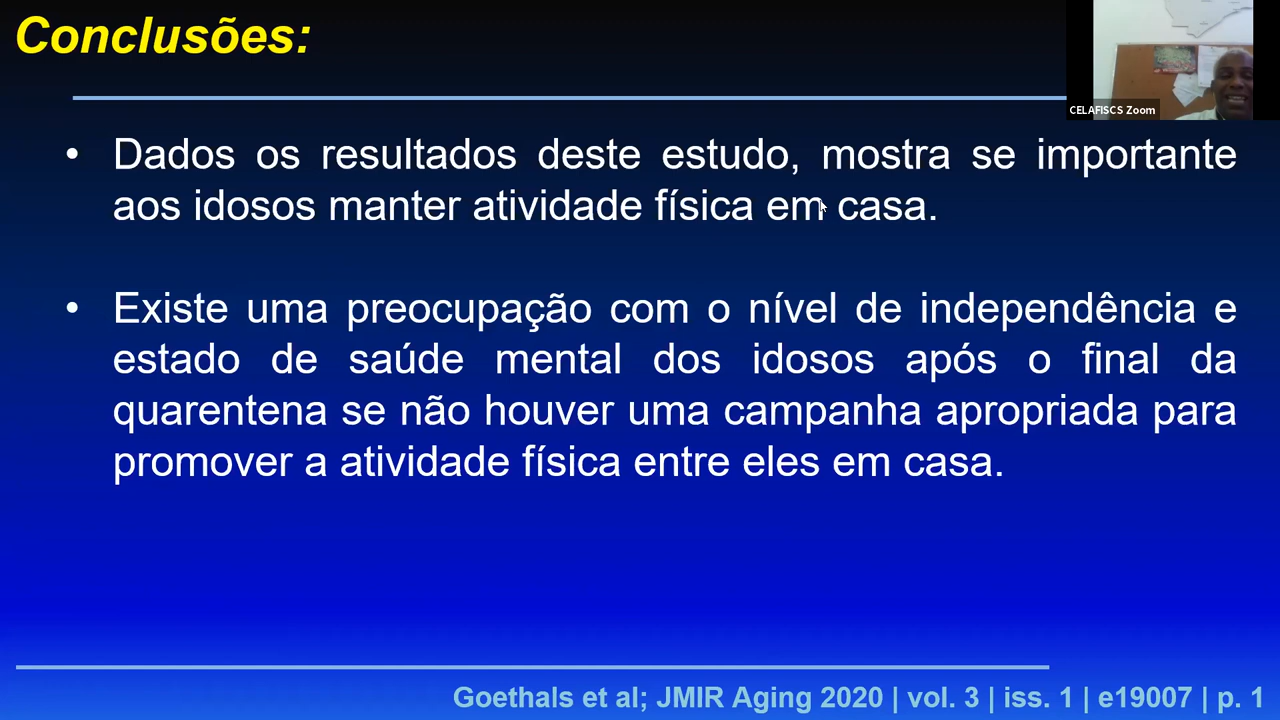 Conclusões:
CELAFISCS Zoom
• Dados os resultados deste estudo, mostra se importante
aos idosos manter atividade física em casa.
• Existe uma preocupação com o nível de independência e
estado de saúde mental dos idosos após o final da
quarentena se não houver uma campanha apropriada para
promover a atividade física entre eles em casa.
Goethals et al; JMIR Aging 2020 | vol. 3 | iss. 1 | e19007 | p. 1